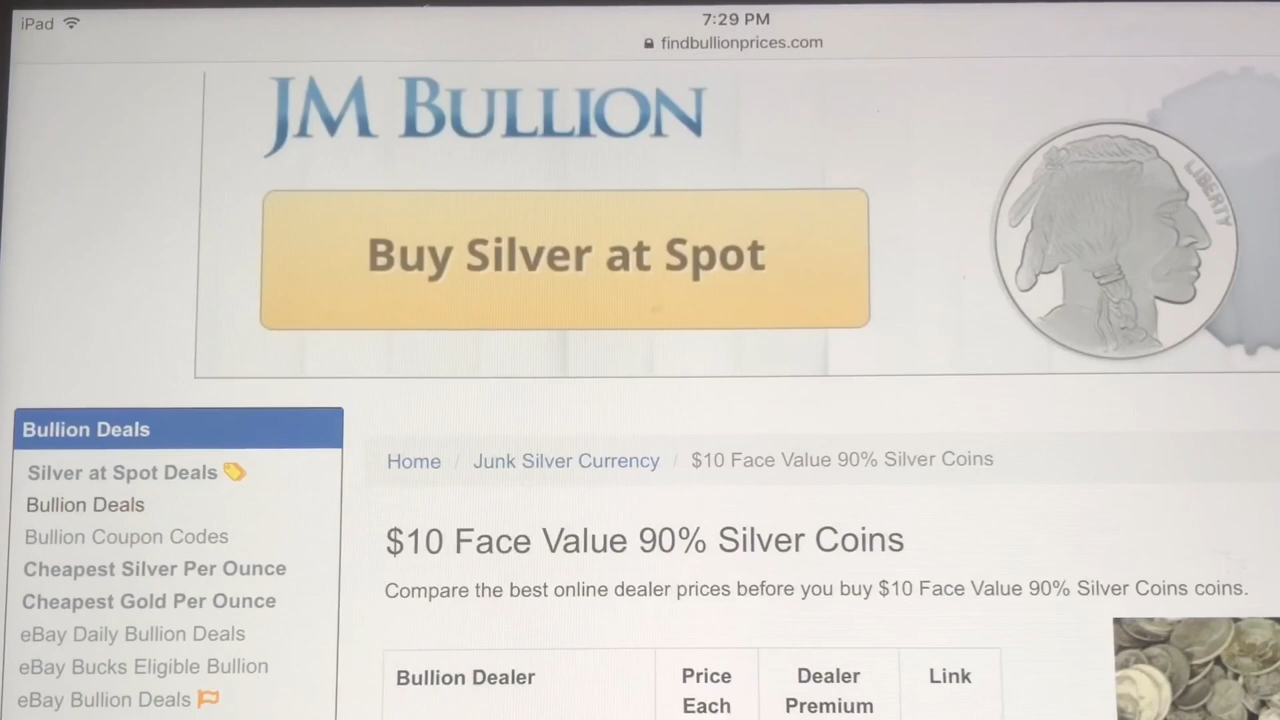 iPad
7:29 PM
findbullionprices.com
JM BULLION
Buy Silver at Spot
LIBERTY
Bullion Deals
Silver at Spot Deals
Bullion Deals
Bullion Coupon Codes
Cheapest Silver Per Ounce
Cheapest Gold Per Ounce
eBay Daily Bullion Deals
eBay Bucks Eligible Bullion
eBay Bullion Deals
Home / Junk Silver Currency / $10 Face Value 90% Silver Coins
$10 Face Value 90% Silver Coins
Compare the best online dealer prices before you buy $10 Face Value 90% Silver Coins coins.
Bullion Dealer
Price
Each
Dealer
Premium
Link